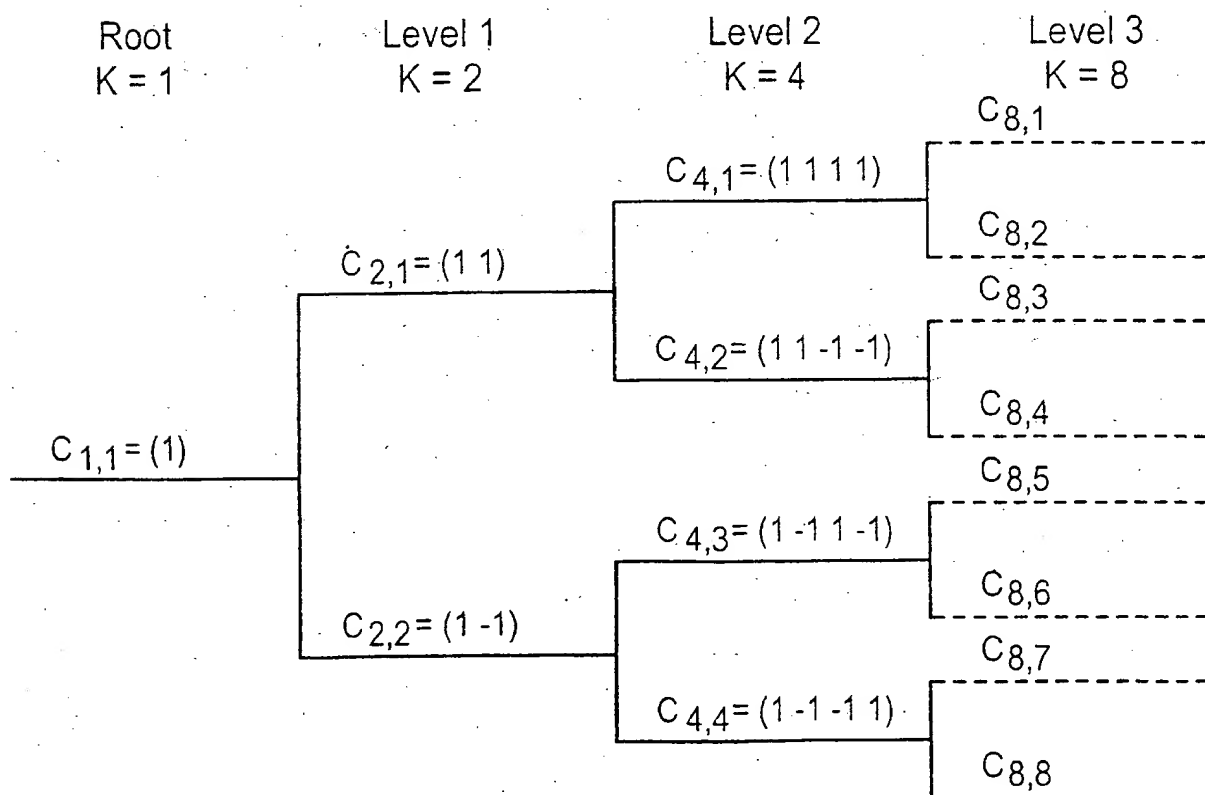 Root Level 1 Level 2 Level 3
K = 1 K = 2 K = 4 K = 8
C8,1
C4,1 = (1 1 1 1)
C8,2
C2,1 = (1 1)
C8,3
C4,2 = (1 1 -1 -1)
C8,4
C1,1 = (1)
C8,5
C4,3 = (1 -1 1 -1)
C8,6
C2,2 = (1 -1)
C8,7
C4,4 = (1 -1 -1 1)
C8,8